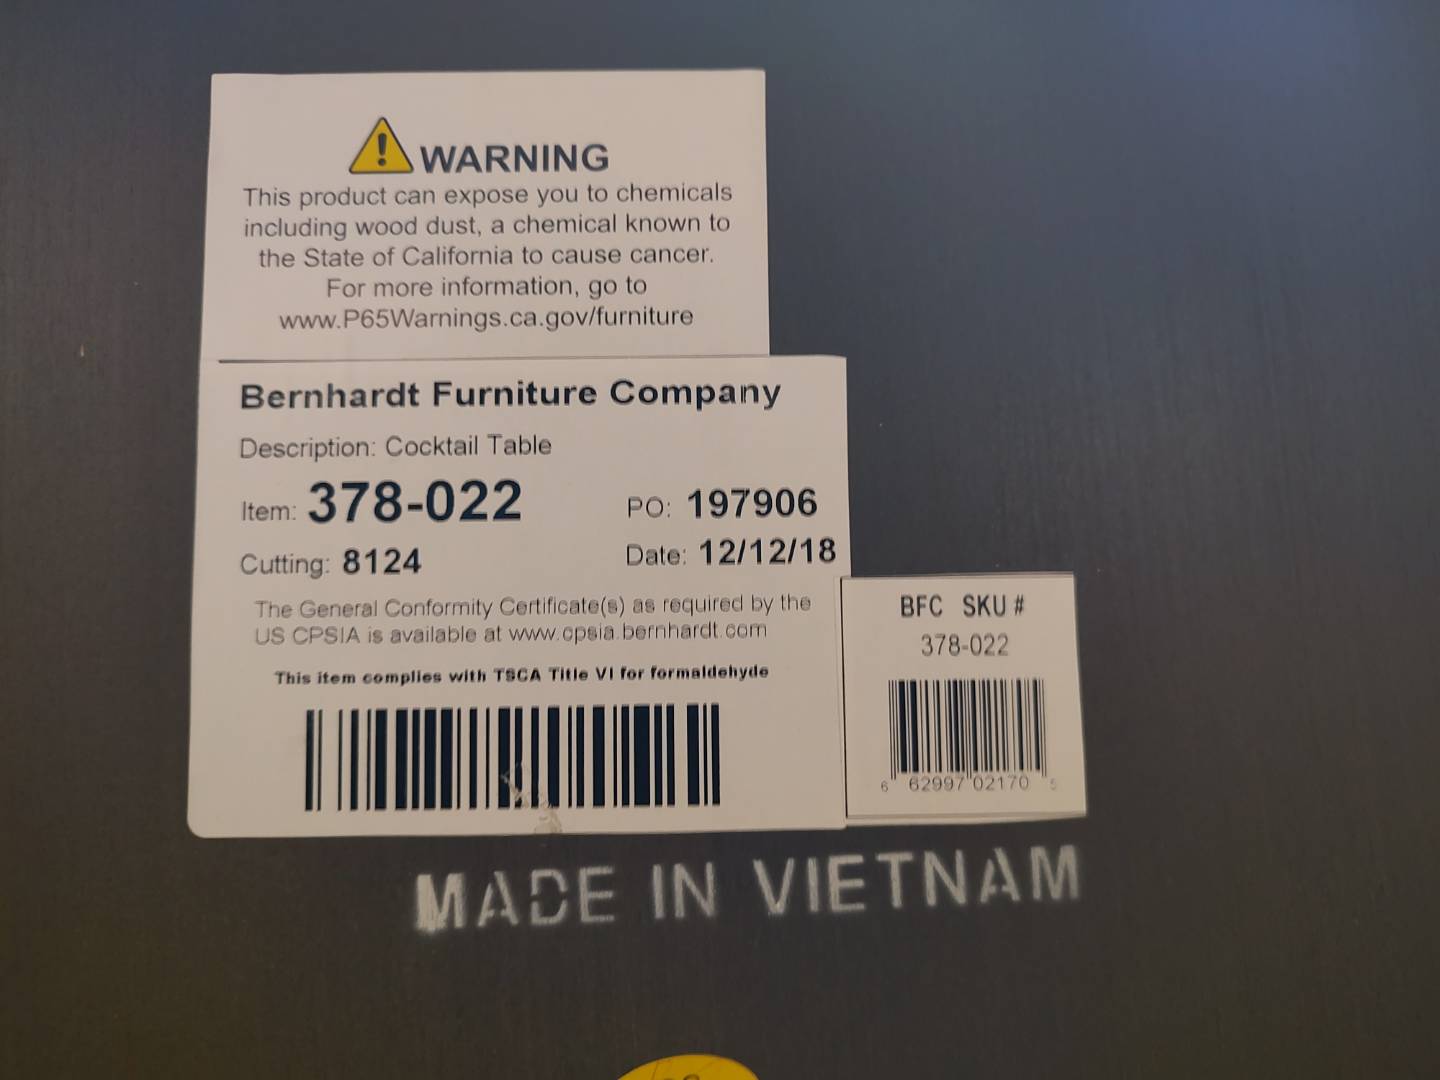 WARNING
This product can expose you to chemicals
including wood dust, a chemical known to
the State of California to cause cancer.
For more information, go to
www.P65Warnings.ca.gov/furniture
Bernhardt Furniture Company
Description: Cocktail Table
Item: 378-022 PO: 197906
Cutting: 8124 Date: 12/12/18
The General Conformity Certificate(s) as required by the
US CPSIA is available at www.cpsia.bernhardt.com
This item complies with TSCA Title VI for formaldehyde
BFC SKU #
378-022
6 62997 02170 5
MADE IN VIETNAM